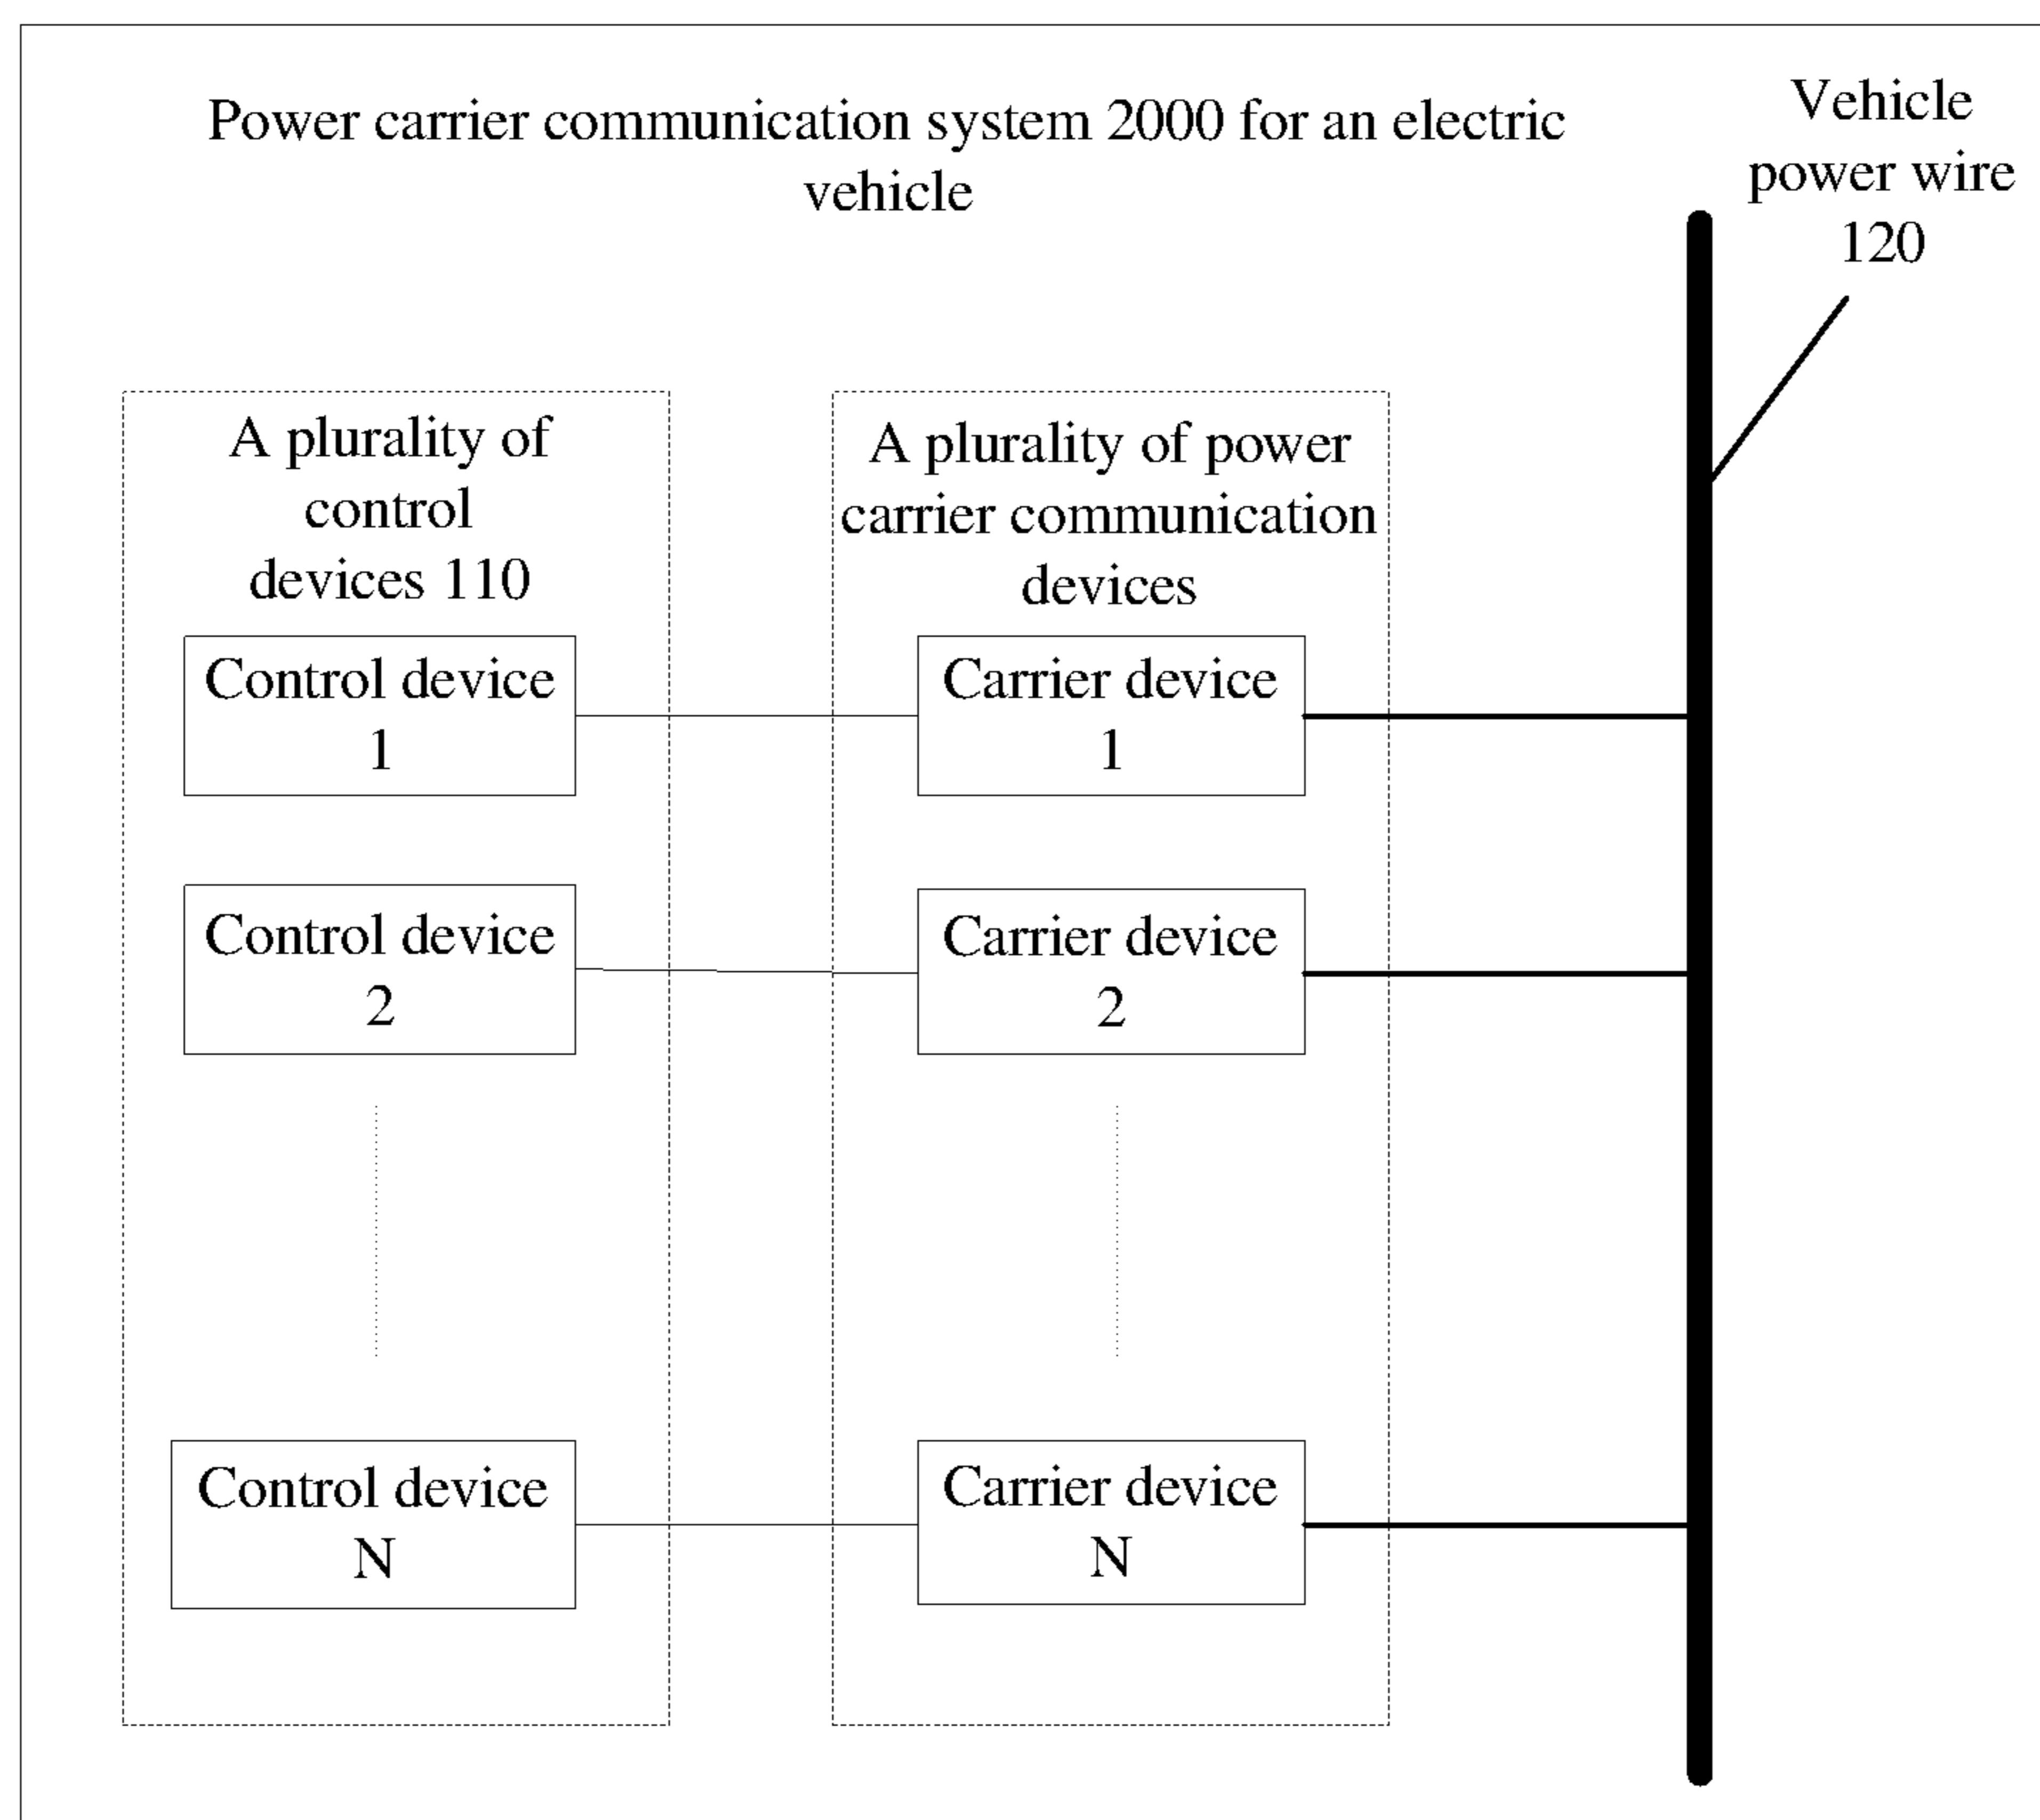 Power carrier communication system 2000 for an electric
vehicle
Vehicle
power wire
120
A plurality of
control
devices 110
A plurality of power
carrier communication
devices
Control device
1
Carrier device
1
Control device
2
Carrier device
2
Control device
N
Carrier device
N